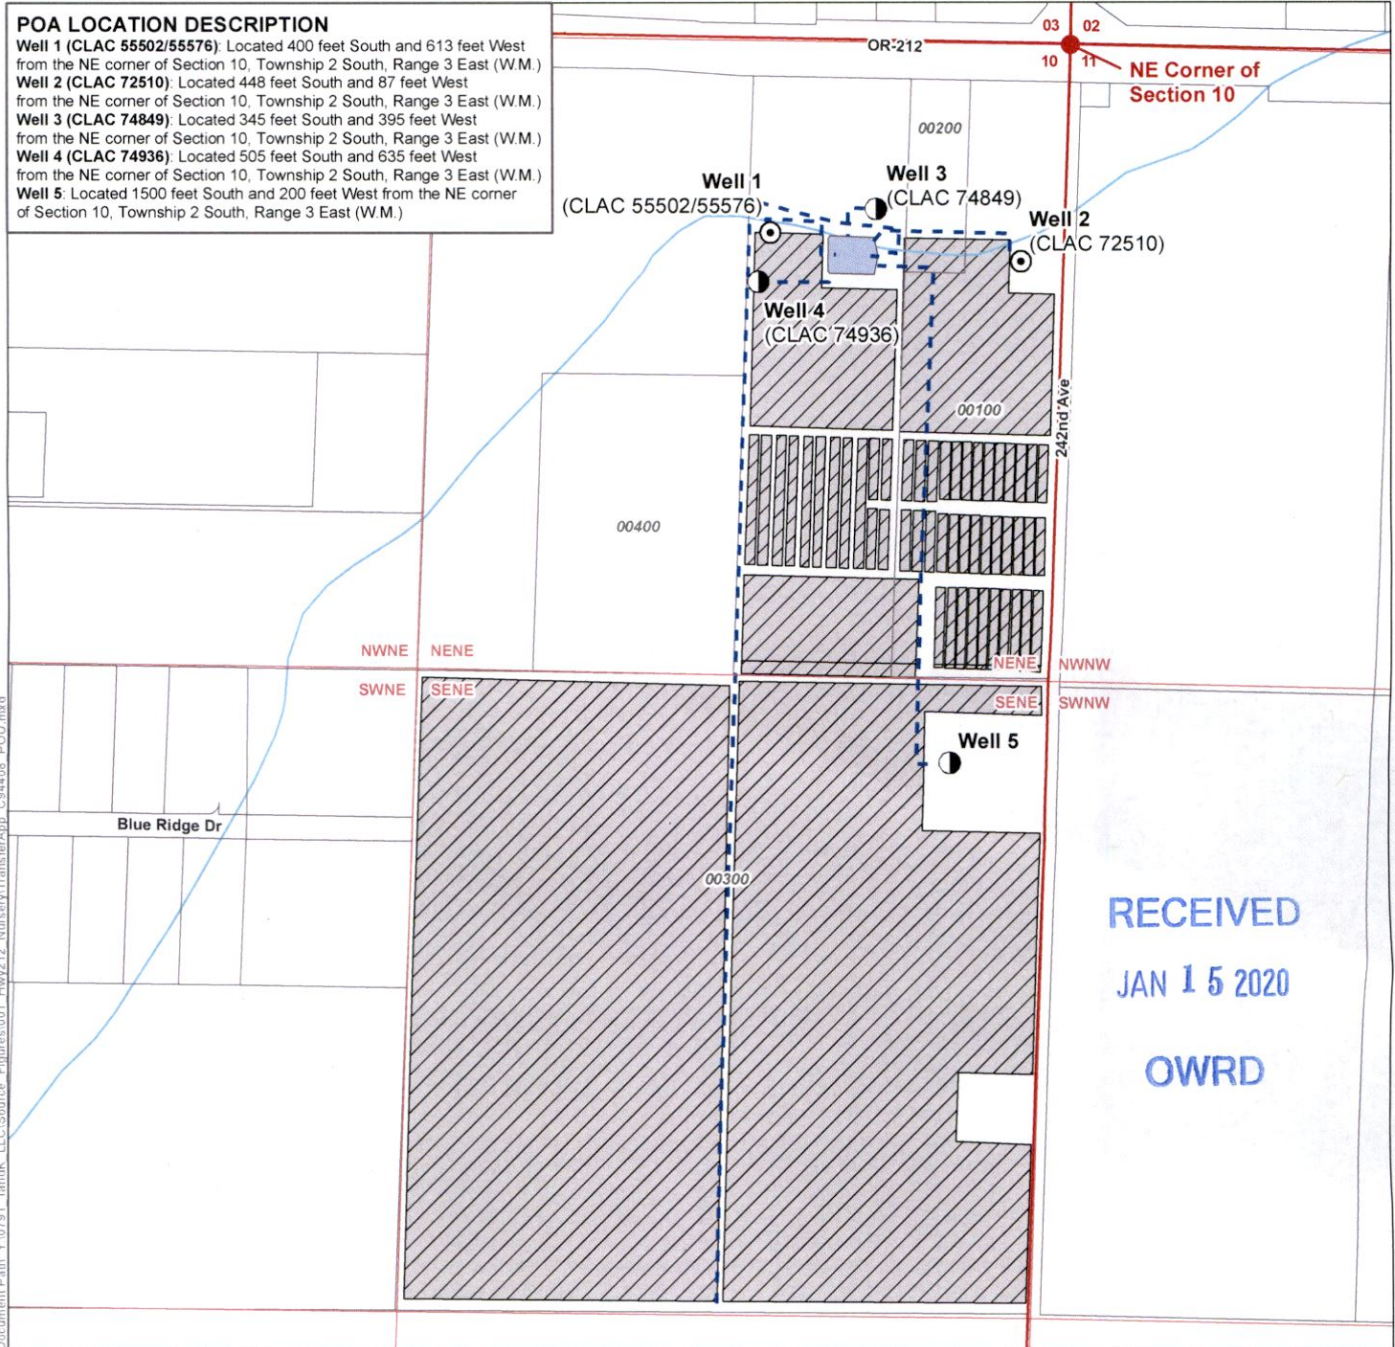 POA LOCATION DESCRIPTION
Well 1 (CLAC 55502/55576): Located 400 feet South and 613 feet West
from the NE corner of Section 10, Township 2 South, Range 3 East (W.M.)
Well 2 (CLAC 72510): Located 448 feet South and 87 feet West
from the NE corner of Section 10, Township 2 South, Range 3 East (W.M.)
Well 3 (CLAC 74849): Located 345 feet South and 395 feet West
from the NE corner of Section 10, Township 2 South, Range 3 East (W.M.)
Well 4 (CLAC 74936): Located 505 feet South and 635 feet West
from the NE corner of Section 10, Township 2 South, Range 3 East (W.M.)
Well 5: Located 1500 feet South and 200 feet West from the NE corner
of Section 10, Township 2 South, Range 3 East (W.M.)
03 02
OR-212
10 11
NE Corner of
Section 10
00200
Well 1
(CLAC 55502/55576)
Well 3
(CLAC 74849)
Well 2
(CLAC 72510)
Well 4
(CLAC 74936)
242nd Ave
00100
00400
NWNE NENE
NENE NWNW
SWNE SENE
SENE SWNW
Well 5
Blue Ridge Dr
00300
RECEIVED
JAN 15 2020
OWRD